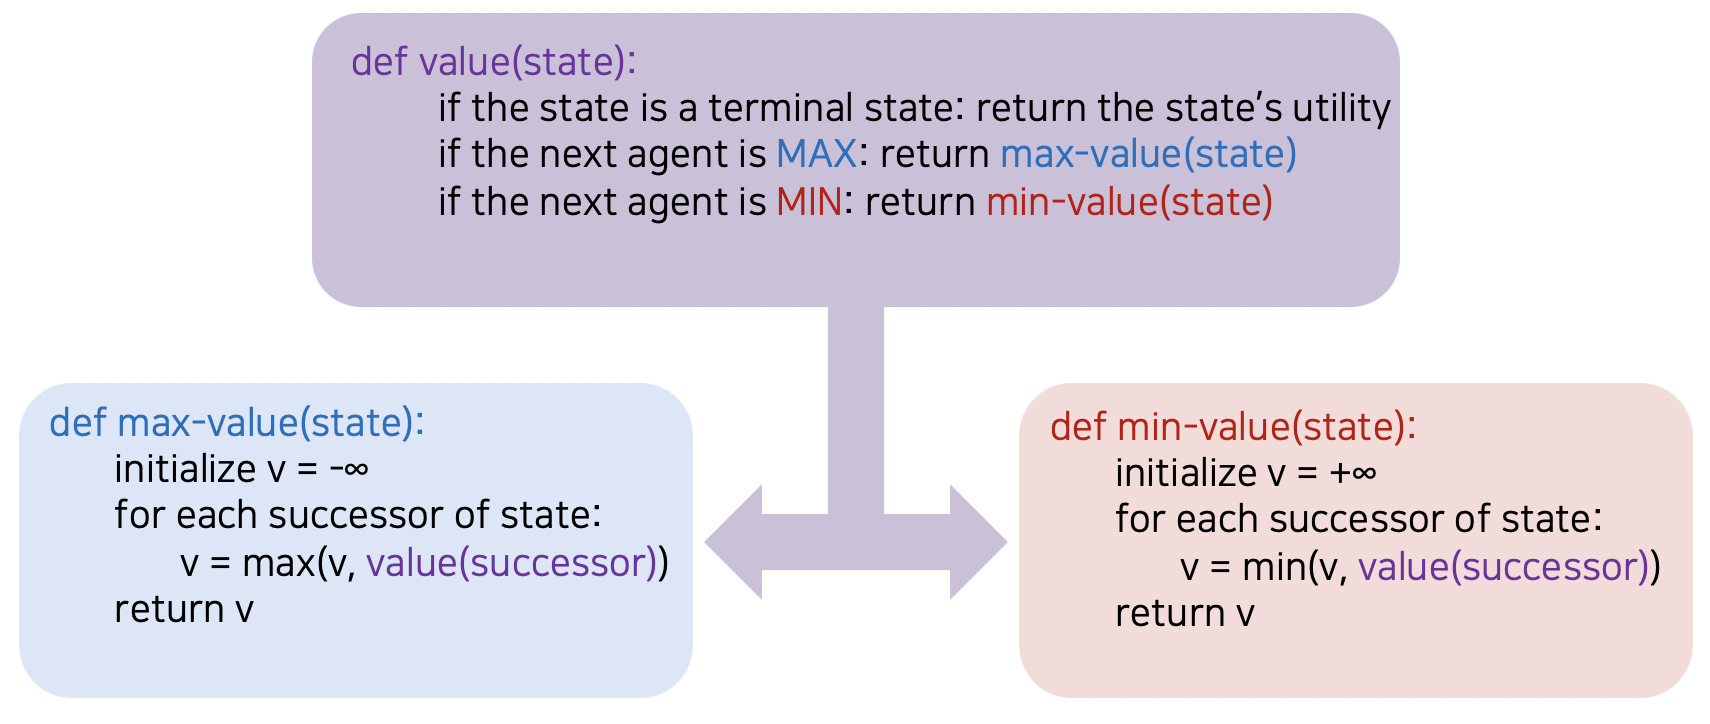 def value(state):
if the state is a terminal state: return the state's utility
if the next agent is MAX: return max-value(state)
if the next agent is MIN: return min-value(state)
def max-value(state):
initialize v = -∞
for each successor of state:
v = max(v, value(successor))
return v
def min-value(state):
initialize v = +∞
for each successor of state:
v = min(v, value(successor))
return v